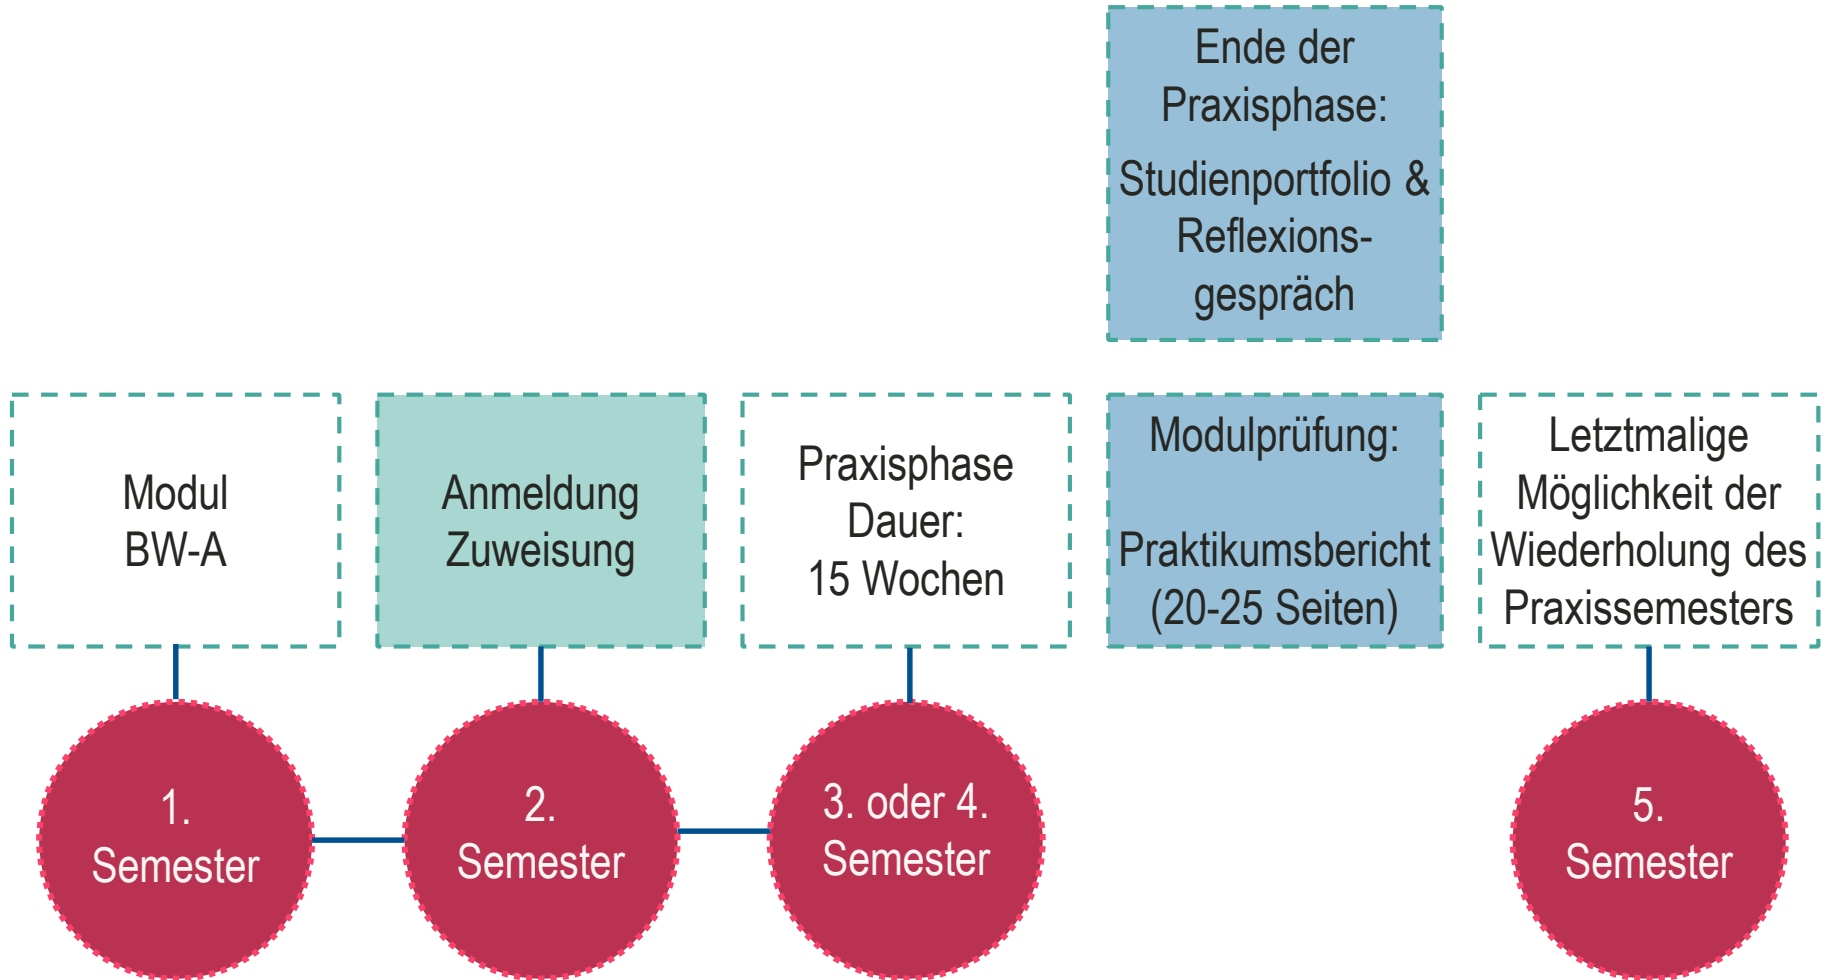 Ende der
Praxisphase:
Studienportfolio &
Reflexions-
gespräch
Modul
BW-A
Anmeldung
Zuweisung
Praxisphase
Dauer:
15 Wochen
Modulprüfung:
Praktikumsbericht
(20-25 Seiten)
Letztmalige
Möglichkeit der
Wiederholung des
Praxissemesters
1.
Semester
2.
Semester
3. oder 4.
Semester
5.
Semester